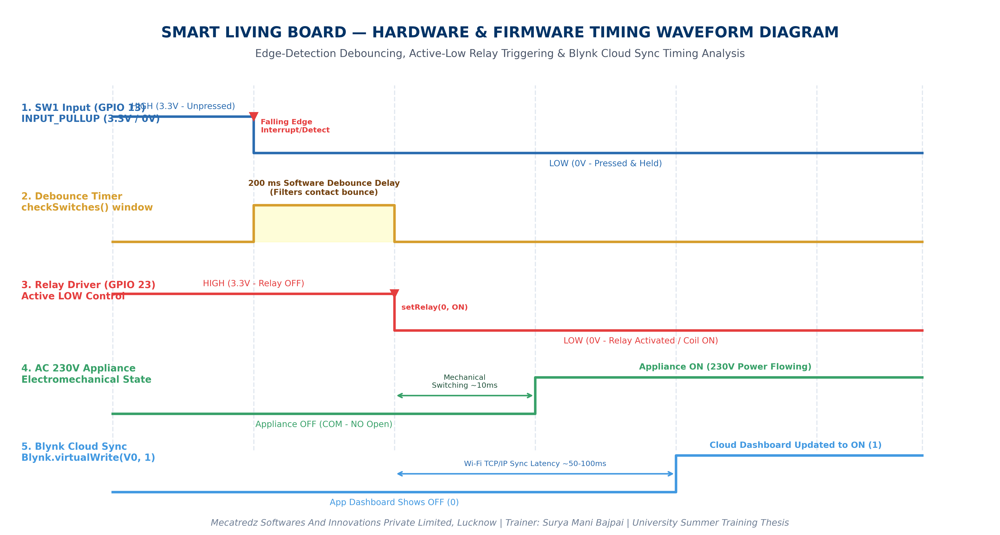 SMART LIVING BOARD — HARDWARE & FIRMWARE TIMING WAVEFORM DIAGRAM
Edge-Detection Debouncing, Active-Low Relay Triggering & Blynk Cloud Sync Timing Analysis
1. SW1 Input (GPIO 13)
INPUT_PULLUP (3.3V / 0V)
HIGH (3.3V - Unpressed)
Falling Edge
Interrupt/Detect
LOW (0V - Pressed & Held)
200 ms Software Debounce Delay
(Filters contact bounce)
2. Debounce Timer
checkSwitches() window
3. Relay Driver (GPIO 23)
Active LOW Control
HIGH (3.3V - Relay OFF)
setRelay(0, ON)
LOW (0V - Relay Activated / Coil ON)
4. AC 230V Appliance
Electromechanical State
Appliance ON (230V Power Flowing)
Mechanical
Switching ~10ms
Appliance OFF (COM - NO Open)
5. Blynk Cloud Sync
Blynk.virtualWrite(V0, 1)
Cloud Dashboard Updated to ON (1)
Wi-Fi TCP/IP Sync Latency ~50-100ms
App Dashboard Shows OFF (0)
Mecatredz Softwares And Innovations Private Limited, Lucknow | Trainer: Surya Mani Bajpai | University Summer Training Thesis